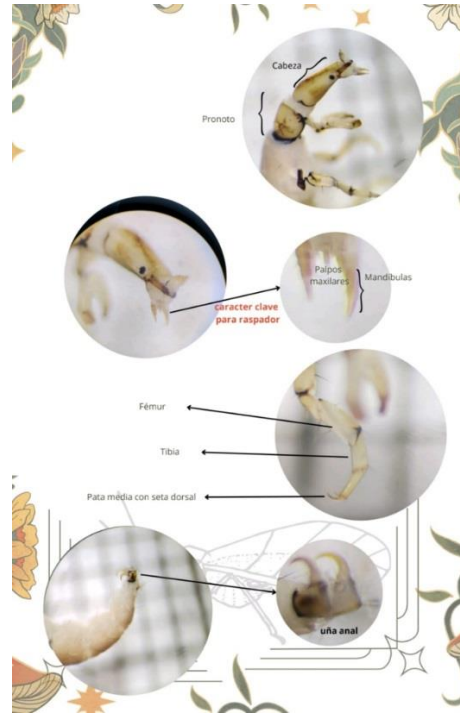 Cabeza
Pronoto
Palpos
maxilares
Mandíbulas
caracter clave
para raspador
Fémur
Tibia
Pata media con seta dorsal
uña anal